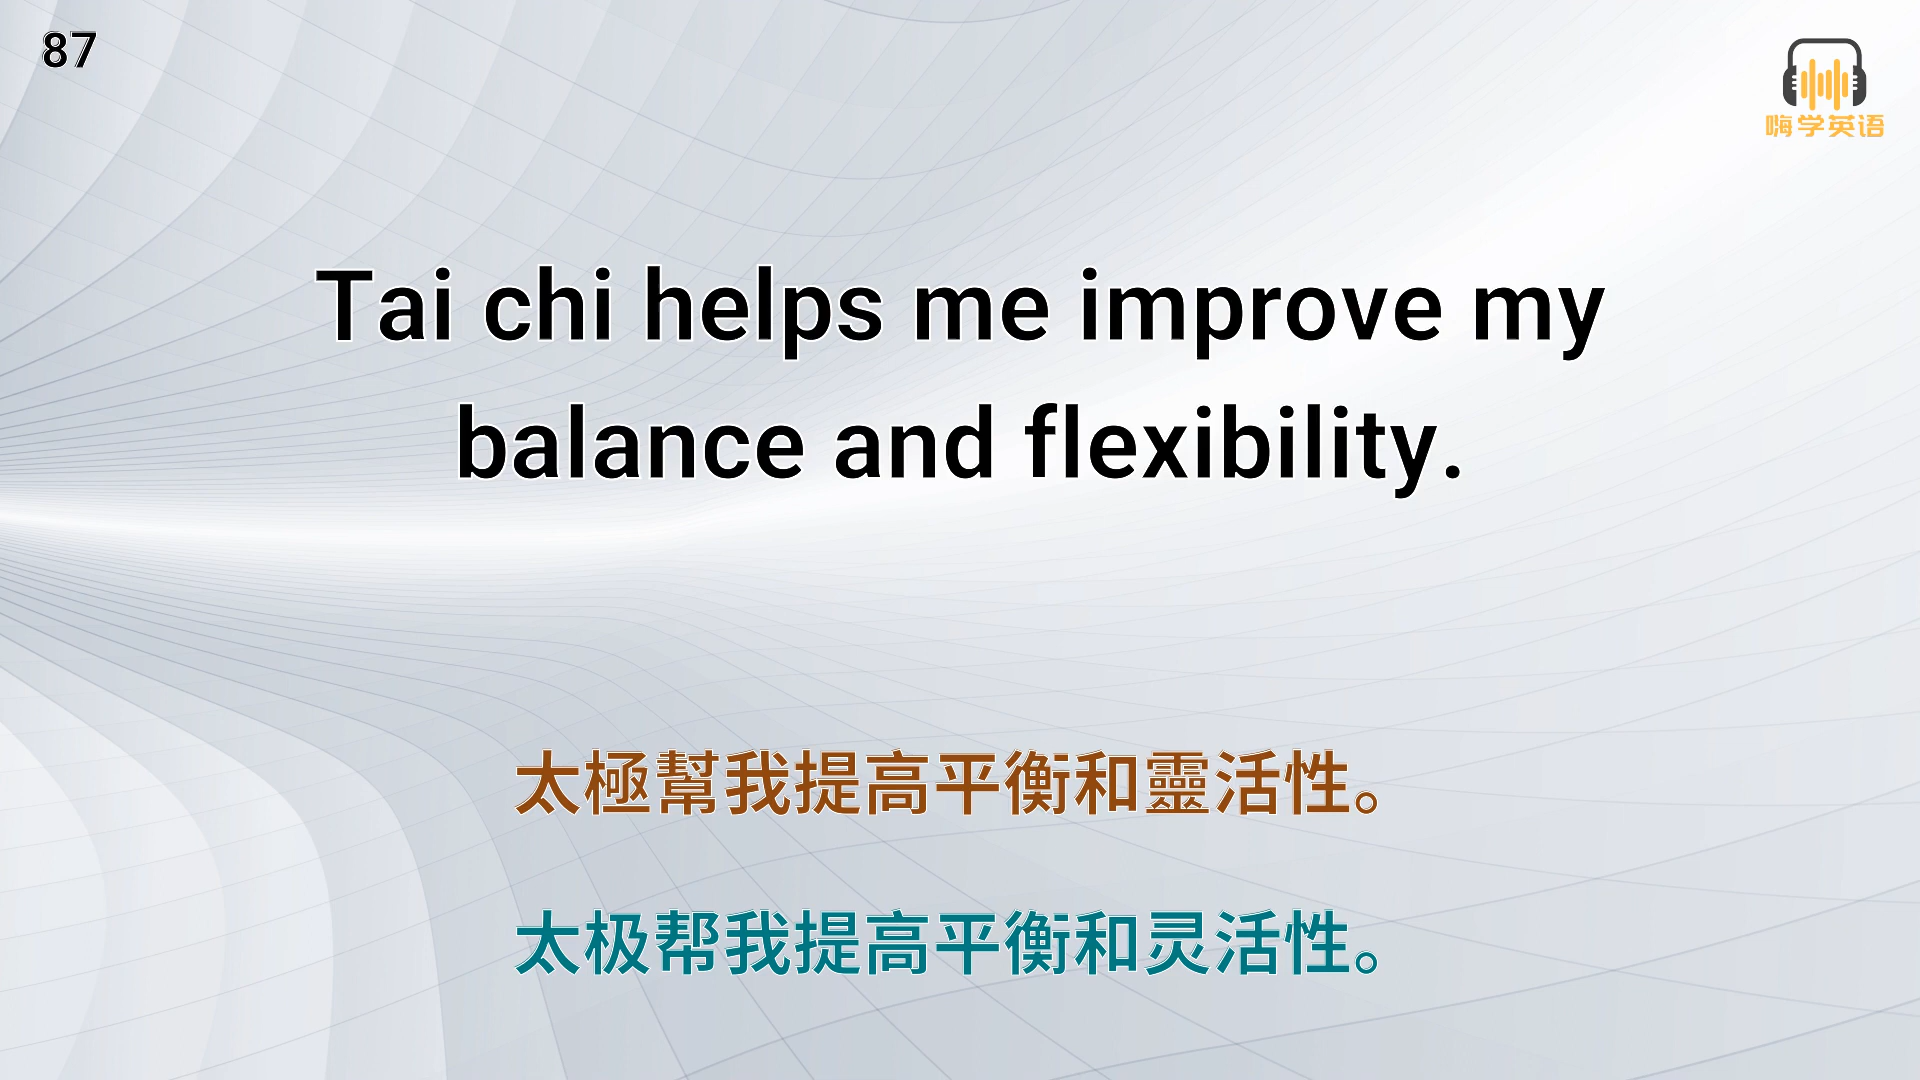 87
嗨学英语
Tai chi helps me improve my
balance and flexibility.
太極幫我提高平衡和靈活性。
太极帮我提高平衡和灵活性。